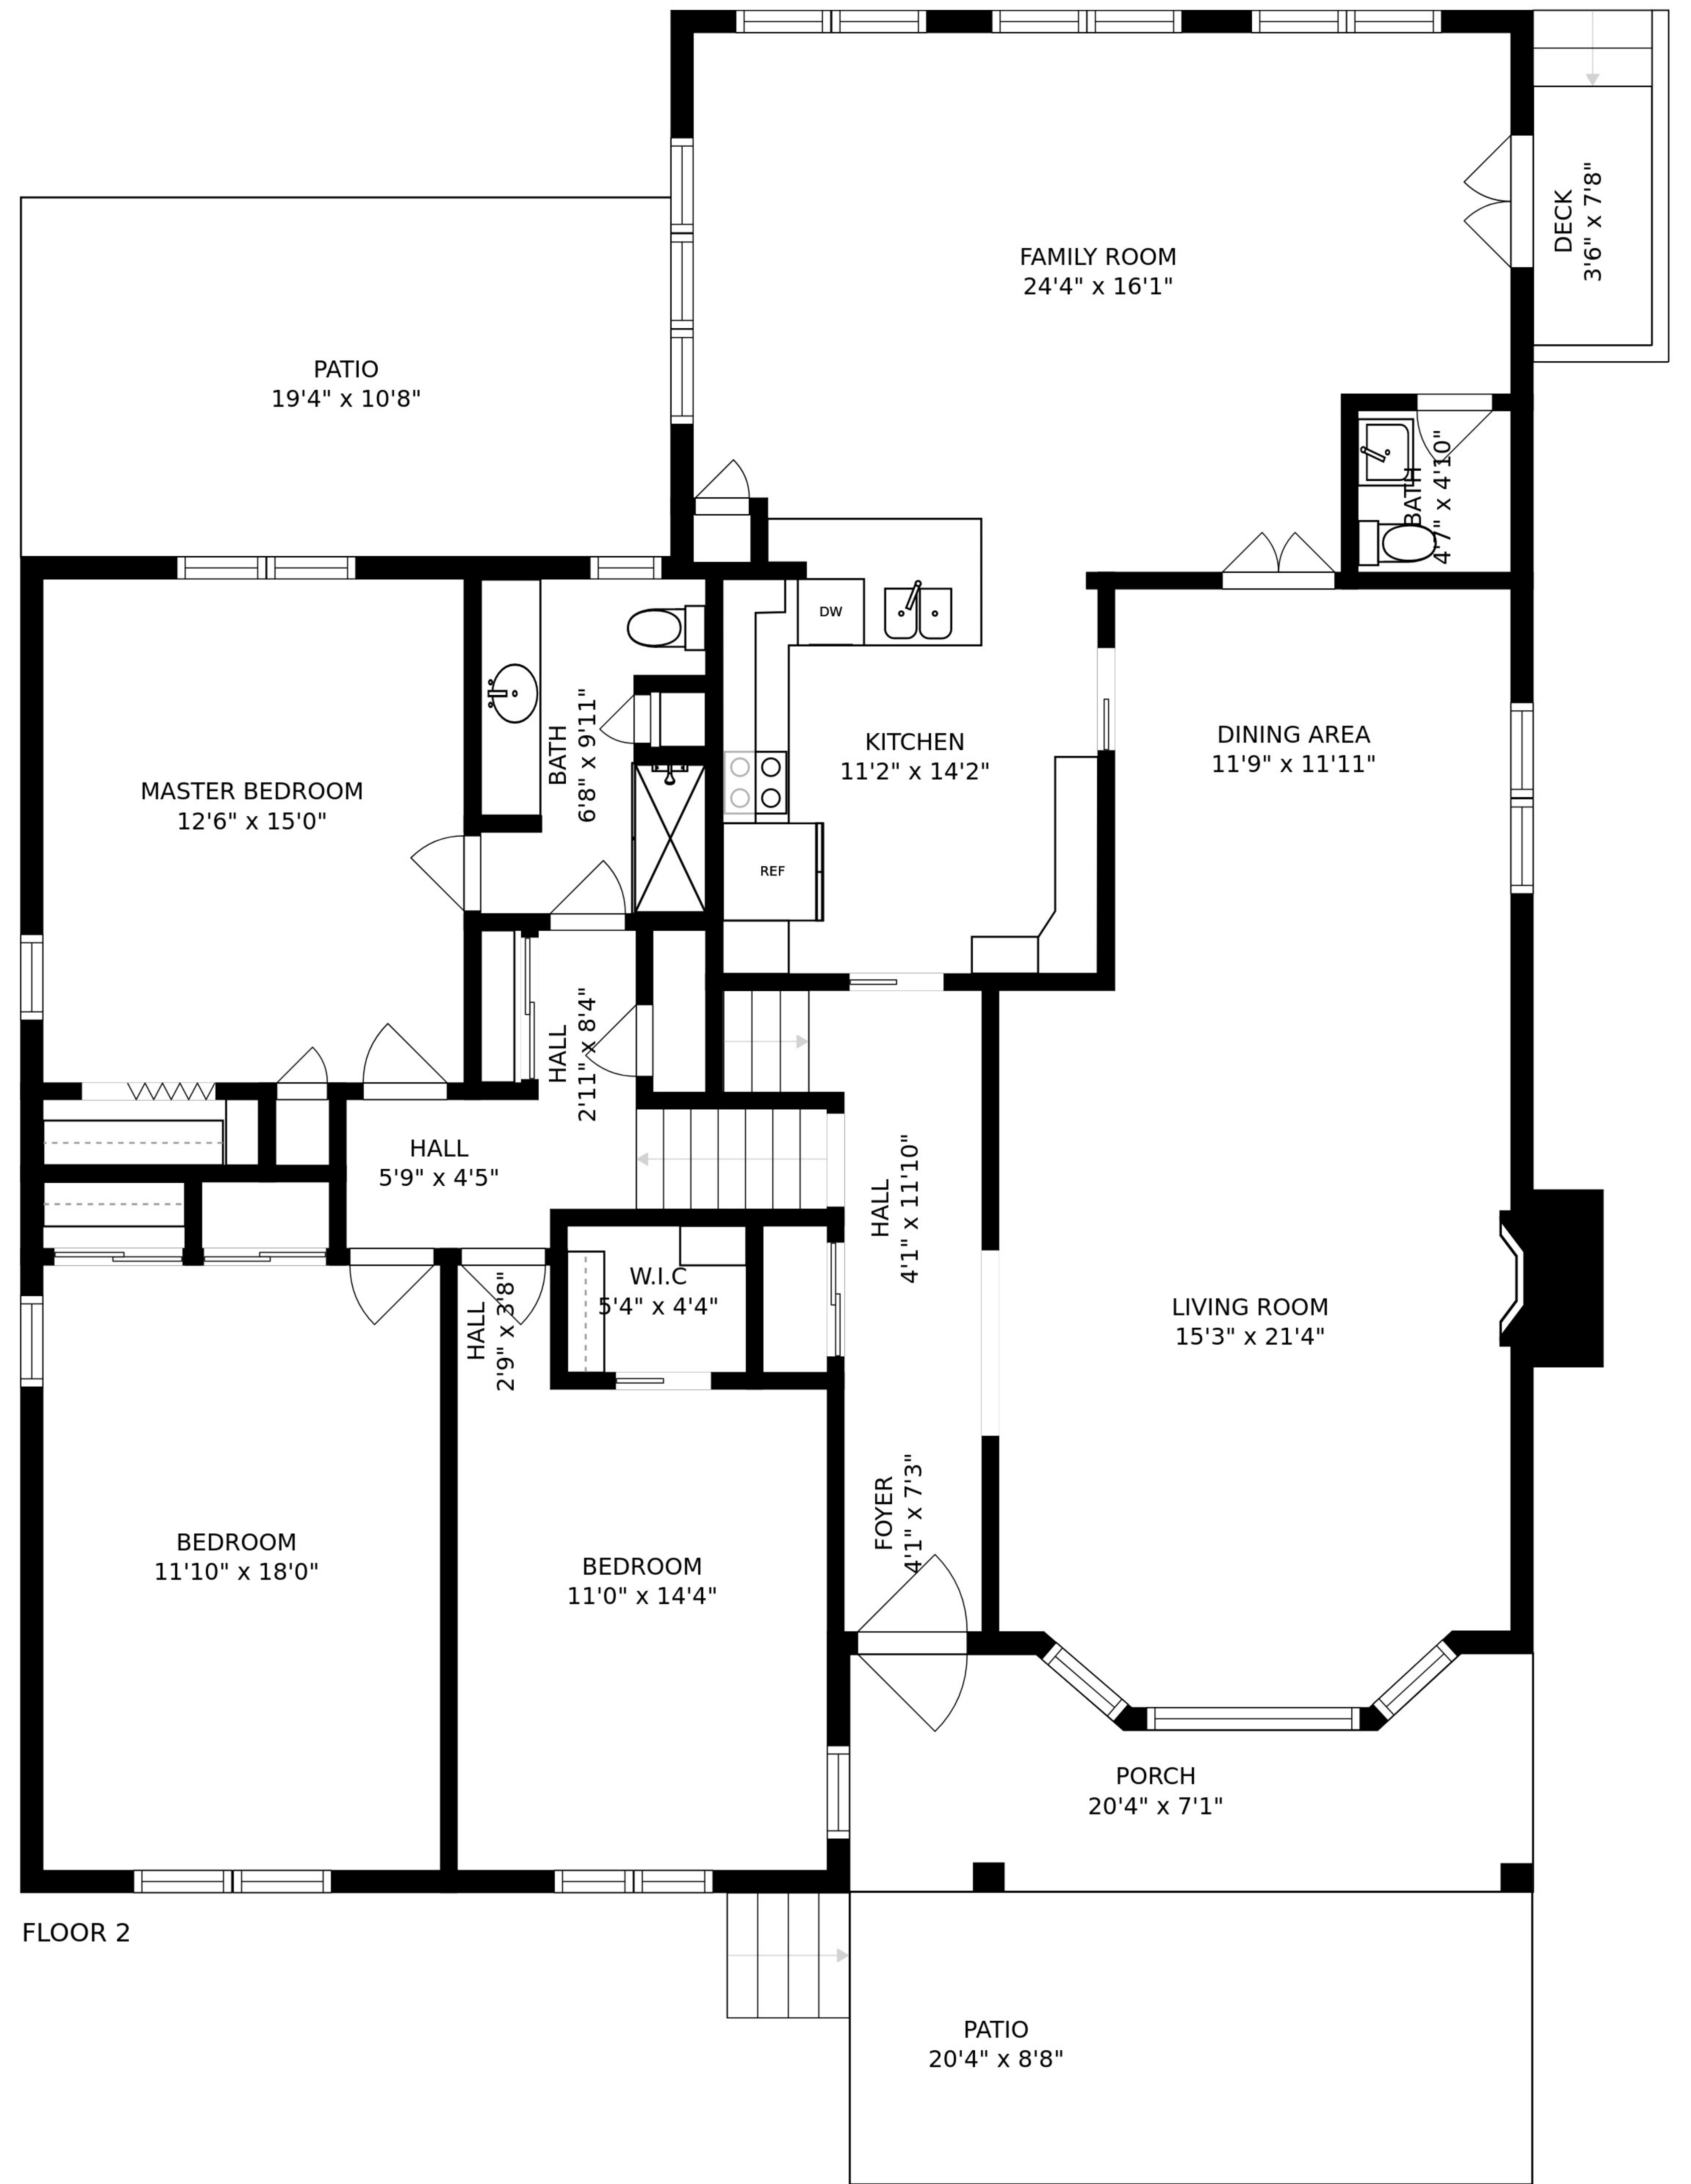 FAMILY ROOM
24'4" x 16'1"
DECK
3'6" x 7'8"
PATIO
19'4" x 10'8"
BATH
4'7" x 4'10"
DW
KITCHEN
11'2" x 14'2"
DINING AREA
11'9" x 11'11"
BATH
6'8" x 9'11"
MASTER BEDROOM
12'6" x 15'0"
REF
HALL
2'11" x 8'4"
HALL
5'9" x 4'5"
HALL
4'1" x 11'10"
W.I.C
5'4" x 4'4"
HALL
2'9" x 3'8"
LIVING ROOM
15'3" x 21'4"
FOYER
4'1" x 7'3"
BEDROOM
11'10" x 18'0"
BEDROOM
11'0" x 14'4"
PORCH
20'4" x 7'1"
FLOOR 2
PATIO
20'4" x 8'8"